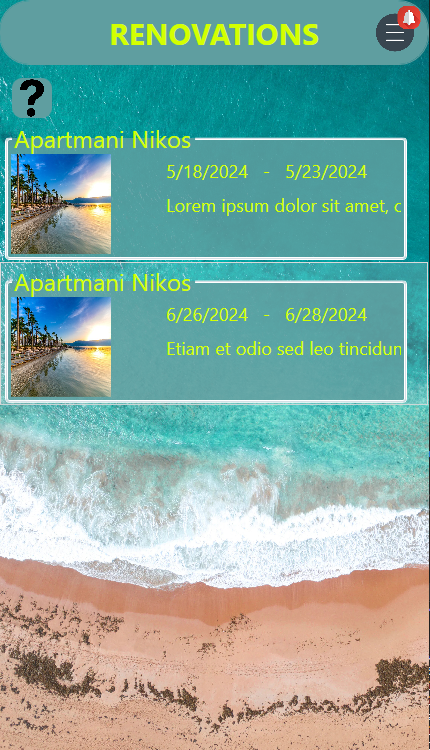 RENOVATIONS
?
Apartmani Nikos
5/18/2024 - 5/23/2024
Lorem ipsum dolor sit amet, c
Apartmani Nikos
6/26/2024 - 6/28/2024
Etiam et odio sed leo tincidun